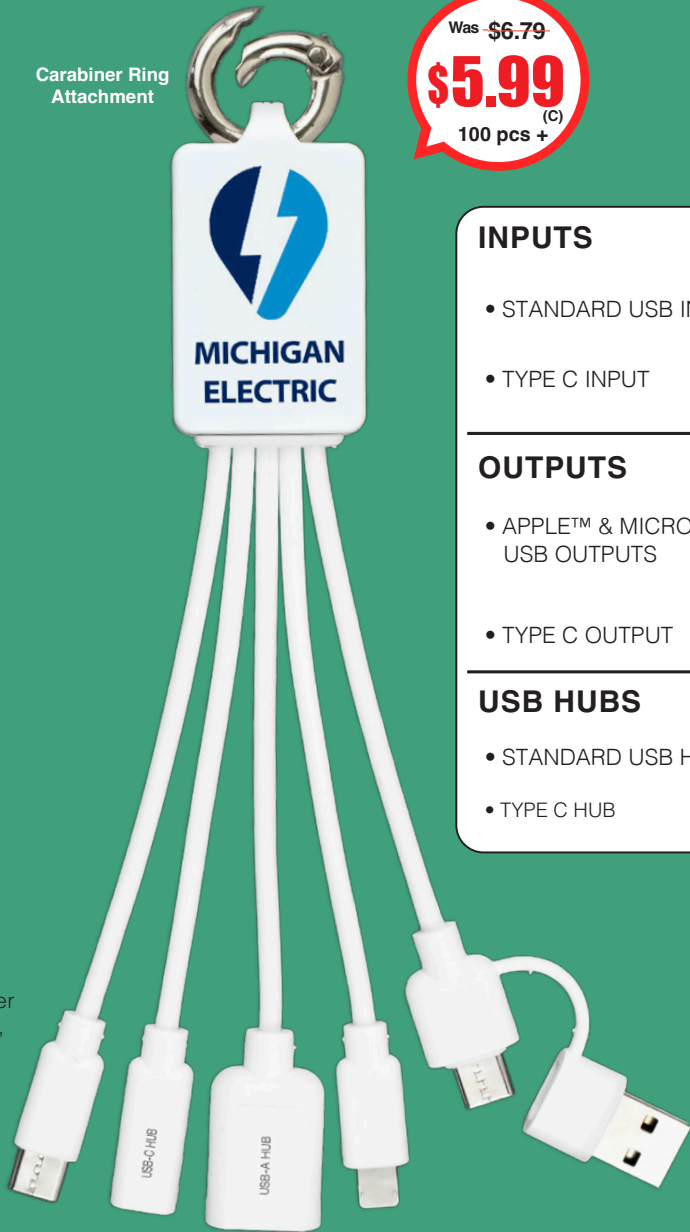 Carabiner Ring
Attachment
Was $6.79
$5.99
(C)
100 pcs +
MICHIGAN
ELECTRIC
INPUTS
• STANDARD USB
• TYPE C INPUT
OUTPUTS
• APPLE™ & MICRO
USB OUTPUTS
• TYPE C OUTPUT
USB HUBS
• STANDARD USB
• TYPE C HUB
USB-C HUB
USB-A HUB